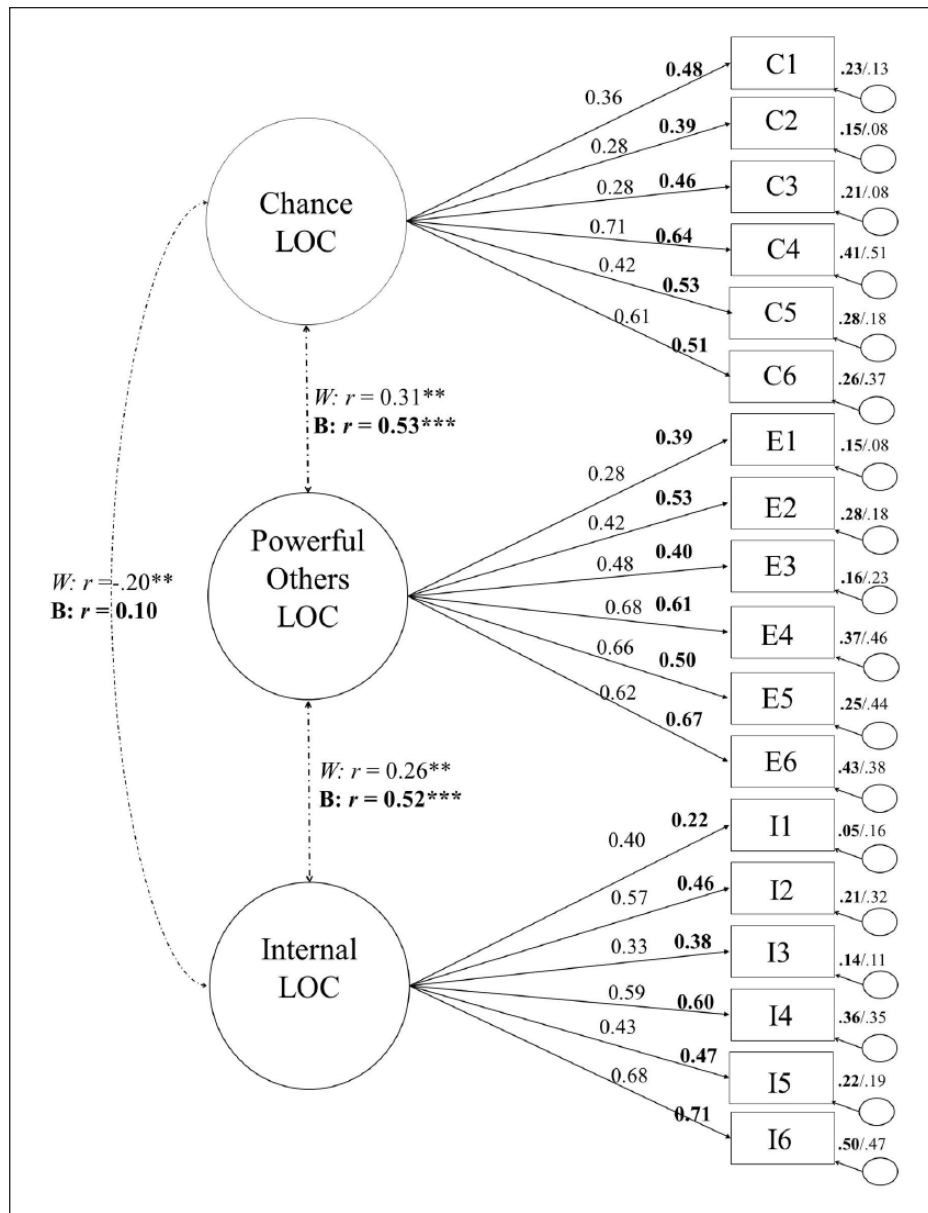 C1
.23/.13
0.48
0.36
C2
.15/.08
0.39
0.28
C3
.21/.08
0.46
0.28
Chance
LOC
C4
.41/.51
0.71
0.64
C5
.28/.18
0.42
0.53
C6
.26/.37
0.61
0.51
W: r = 0.31**
B: r = 0.53***
E1
.15/.08
0.39
0.28
E2
.28/.18
0.53
0.42
Powerful
Others
LOC
E3
.16/.23
0.48
0.40
W: r =-.20**
B: r = 0.10
E4
.37/.46
0.68
0.61
E5
.25/.44
0.66
0.50
E6
.43/.38
0.62
0.67
W: r = 0.26**
B: r = 0.52***
I1
.05/.16
0.22
0.40
I2
.21/.32
0.46
0.57
Internal
LOC
I3
.14/.11
0.33
0.38
I4
.36/.35
0.59
0.60
I5
.22/.19
0.43
0.47
I6
.50/.47
0.68
0.71